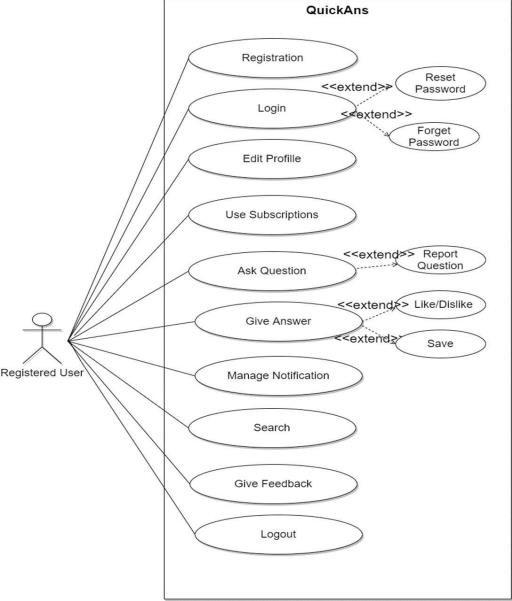 QuickAns
Registration
Reset
Password
<<extend>>
Login
<<extend>>
Forget
Password
Edit Profille
Use Subscriptions
<<extend>>
Report
Question
Ask Question
<<extend>>
Like/Dislike
Give Answer
<<extend>>
Save
Registered User
Manage Notification
Search
Give Feedback
Logout